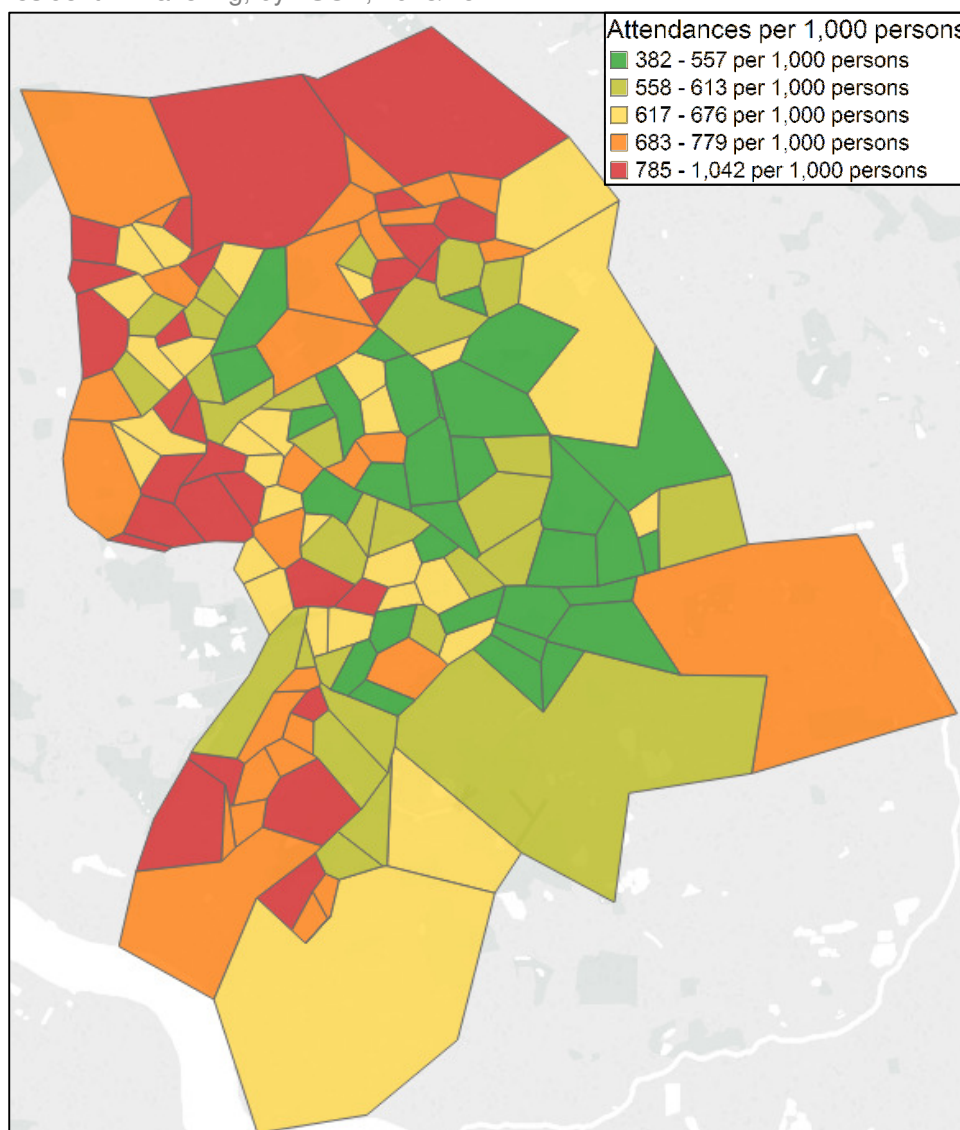 Attendances per 1,000 persons
382 - 557 per 1,000 persons
558 - 613 per 1,000 persons
617 - 676 per 1,000 persons
683 - 779 per 1,000 persons
785 - 1,042 per 1,000 persons